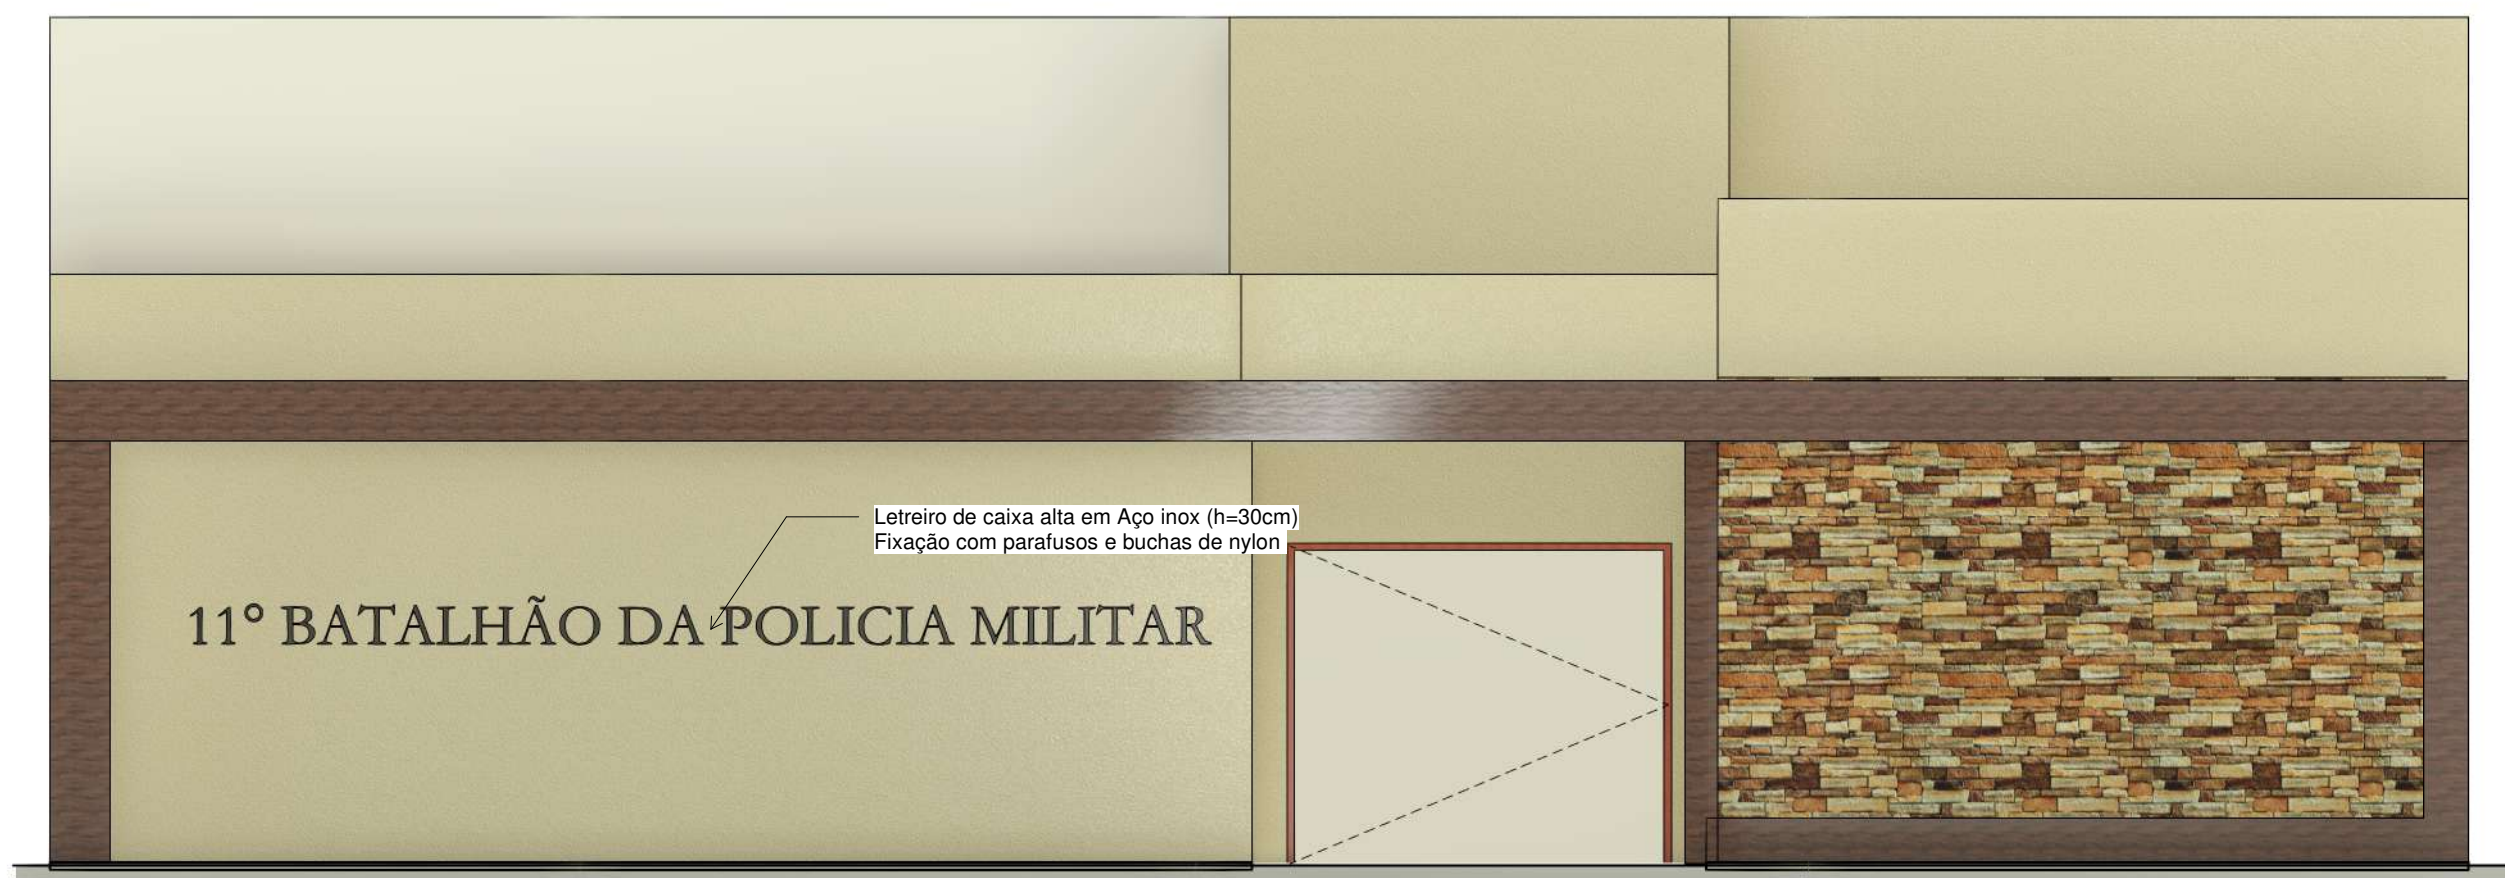 Letreiro de caixa alta em Aço inox (h=30cm)
Fixação com parafusos e buchas de nylon
11° BATALHÃO DA POLICIA MILITAR